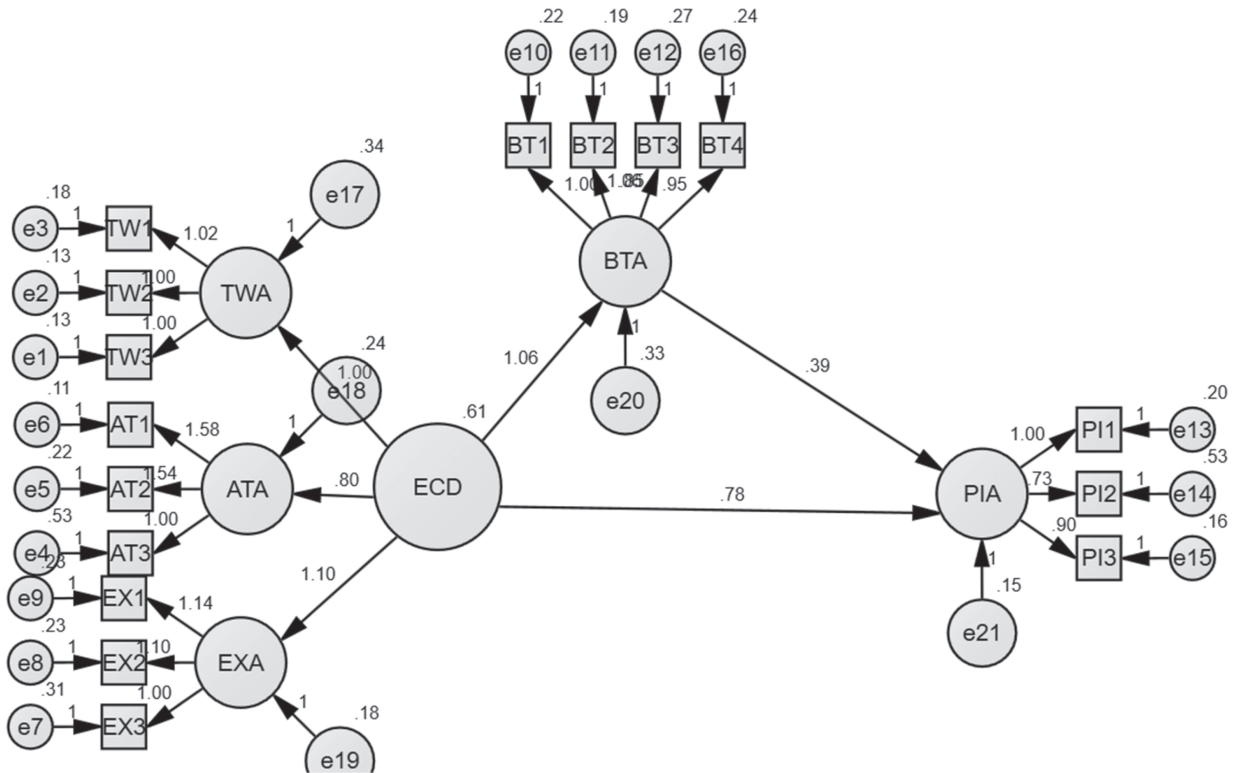 .22 .19 .27 .24
e10 e11 e12 e16
1 1 1 1
BT1 BT2 BT3 BT4
1.00 .95
BTA
1
.33
e20
.34
e17
1
.18
e3 1 TW1 1.02
.13
e2 1 TW2 1.00 TWA
.13
e1 1 TW3 1.00
.24
e18
1.00
1
.11
e6 1 AT1 1.58
.22
e5 1 AT2 1.54 ATA
.53
e4 1 AT3 1.00
.61
ECD
.80
1.06
1.10
.39
.78
e9 1 EX1 1.14
.23
e8 1 EX2 1.10 EXA
.31
e7 1 EX3 1.00
1
.18
e19
PIA
1.00 PI1 1 e13 .20
.73 PI2 1 e14 .53
.90 PI3 1 e15 .16
1
.15
e21